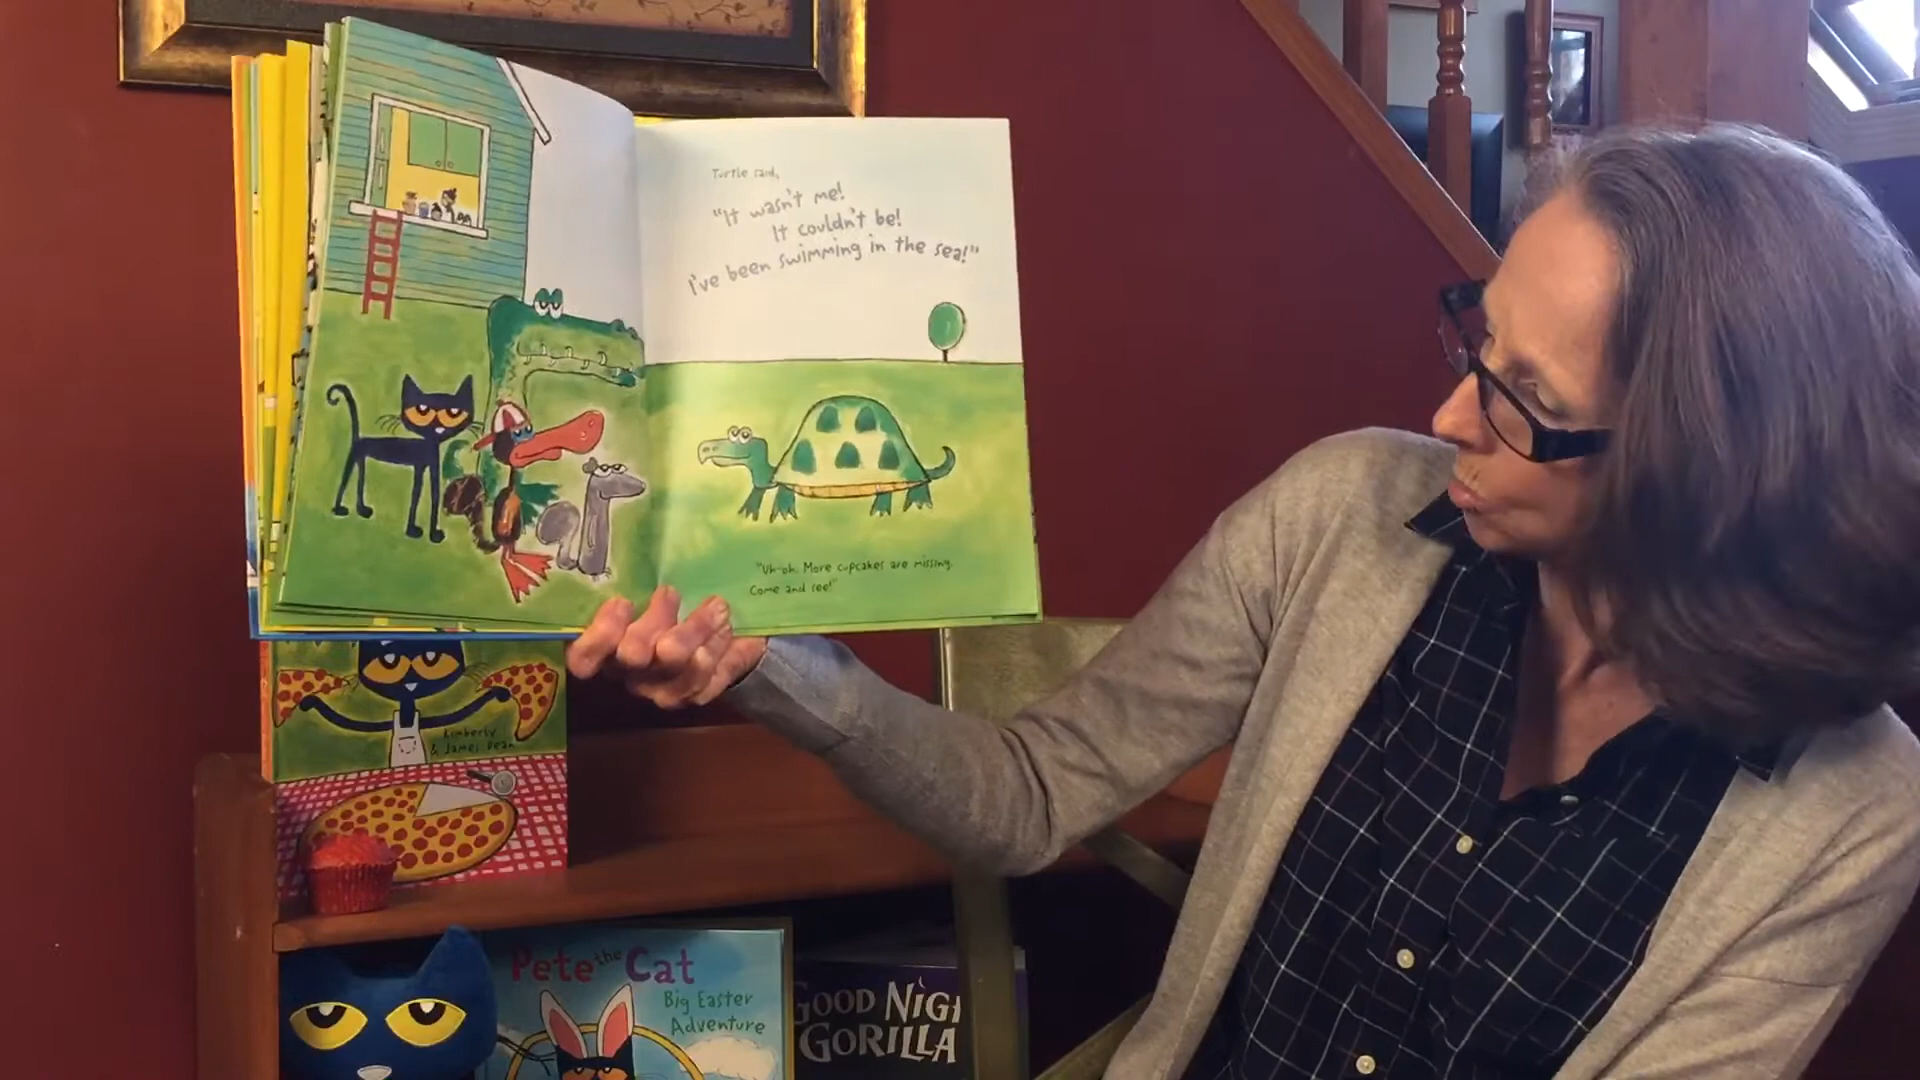 Turtle said,
"It wasn't me!
It couldn't be!
I've been swimming in the sea!"
"Uh-oh. More cupcakes are missing.
Come and see!"
Kimberly
& James Dean
Pete the Cat
Big Easter
Adventure
GOOD NIGH
GORILLA